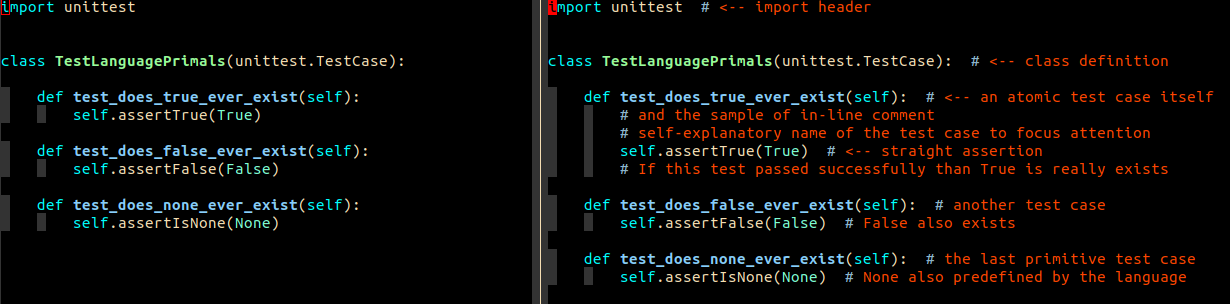 import unittest
class TestLanguagePrimals(unittest.TestCase):
def test_does_true_ever_exist(self):
self.assertTrue(True)
def test_does_false_ever_exist(self):
self.assertFalse(False)
def test_does_none_ever_exist(self):
self.assertIsNone(None)
import unittest  # <-- import header
class TestLanguagePrimals(unittest.TestCase):  # <-- class definition
def test_does_true_ever_exist(self):  # <-- an atomic test case itself
# and the sample of in-line comment
# self-explanatory name of the test case to focus attention
self.assertTrue(True)  # <-- straight assertion
# If this test passed successfully than True is really exists
def test_does_false_ever_exist(self):  # another test case
self.assertFalse(False)  # False also exists
def test_does_none_ever_exist(self):  # the last primitive test case
self.assertIsNone(None)  # None also predefined by the language